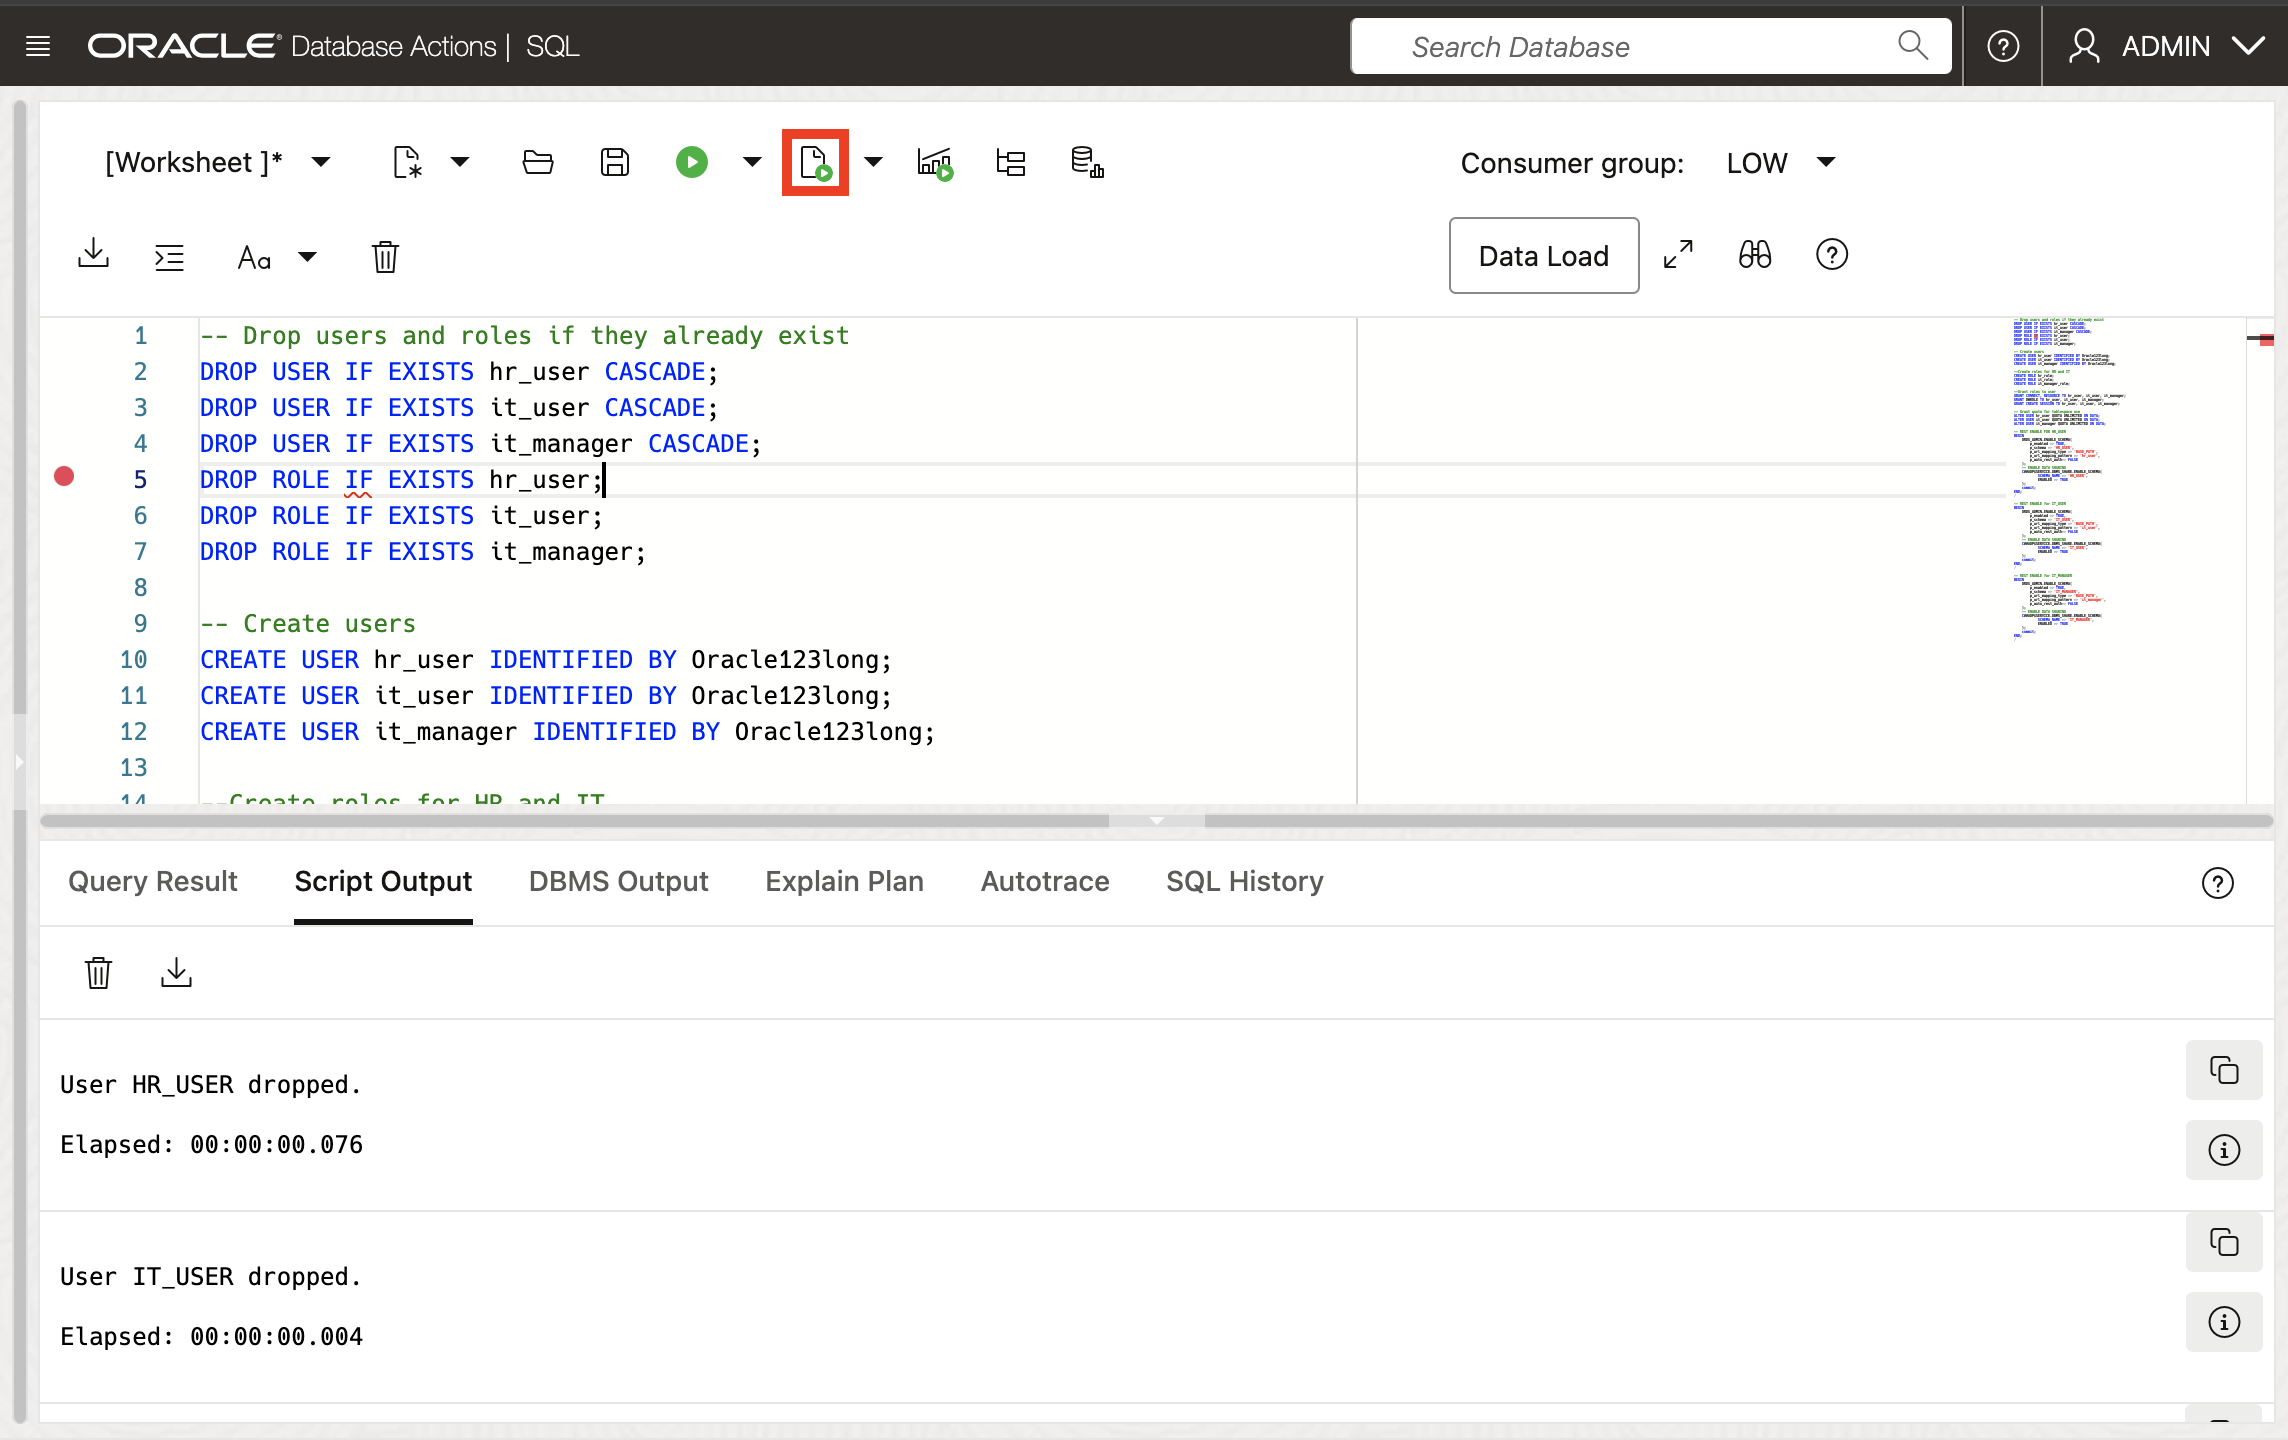 ORACLE Database Actions | SQL
Search Database
ADMIN
[Worksheet ]*
Consumer group: LOW
Aa
Data Load
1 -- Drop users and roles if they already exist
2 DROP USER IF EXISTS hr_user CASCADE;
3 DROP USER IF EXISTS it_user CASCADE;
4 DROP USER IF EXISTS it_manager CASCADE;
5 DROP ROLE IF EXISTS hr_user;
6 DROP ROLE IF EXISTS it_user;
7 DROP ROLE IF EXISTS it_manager;
8
9 -- Create users
10 CREATE USER hr_user IDENTIFIED BY Oracle123long;
11 CREATE USER it_user IDENTIFIED BY Oracle123long;
12 CREATE USER it_manager IDENTIFIED BY Oracle123long;
13
14 --Create roles for HR and IT
Query Result Script Output DBMS Output Explain Plan Autotrace SQL History
User HR_USER dropped.
Elapsed: 00:00:00.076
User IT_USER dropped.
Elapsed: 00:00:00.004